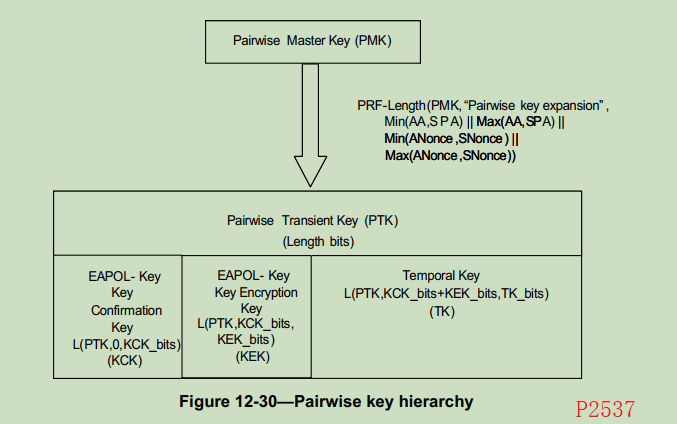 Pairwise Master Key (PMK)
PRF-Length(PMK, “Pairwise key expansion”,
Min(AA,SPA) || Max(AA,SPA) ||
Min(ANonce,SNonce) ||
Max(ANonce,SNonce))
Pairwise Transient Key (PTK)
(Length bits)
EAPOL- Key
Key
Confirmation
Key
L(PTK,0,KCK_bits)
(KCK)
EAPOL- Key
Key Encryption
Key
L(PTK,KCK_bits,
KEK_bits)
(KEK)
Temporal Key
L(PTK,KCK_bits+KEK_bits,TK_bits)
(TK)
Figure 12-30—Pairwise key hierarchy
P2537